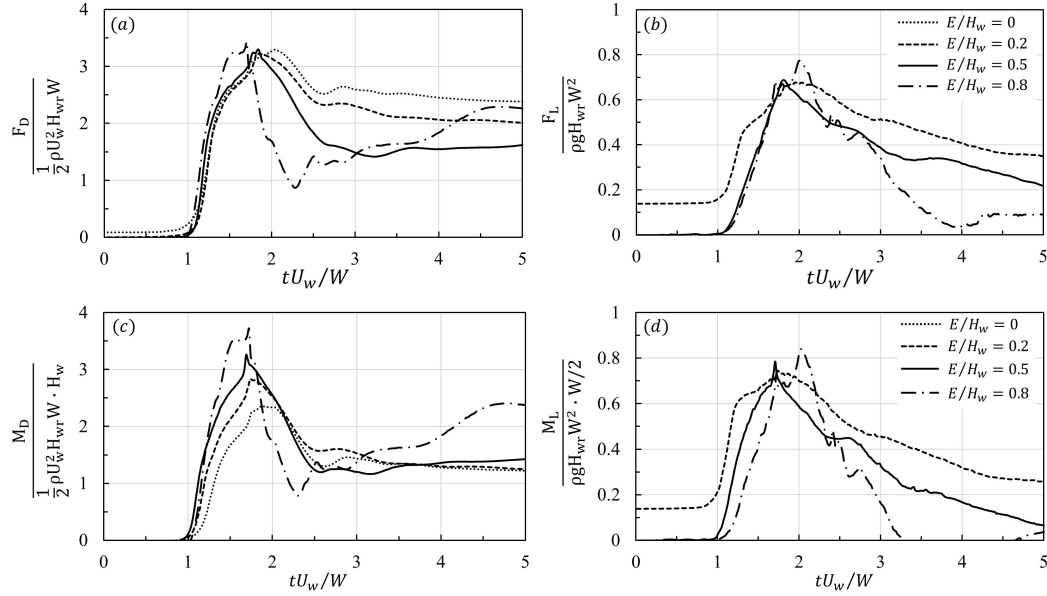 (a)
4
3
2
1
0
F_D
1/2 ρU_w^2 H_wr W
0 1 2 3 4 5
tU_w/W
(b)
E/H_w = 0
E/H_w = 0.2
E/H_w = 0.5
E/H_w = 0.8
1
0.8
0.6
0.4
0.2
0
F_L
ρgH_wr W^2
0 1 2 3 4 5
tU_w/W
(c)
4
3
2
1
0
M_D
1/2 ρU_w^2 H_wr W · H_w
0 1 2 3 4 5
tU_w/W
(d)
E/H_w = 0
E/H_w = 0.2
E/H_w = 0.5
E/H_w = 0.8
1
0.8
0.6
0.4
0.2
0
M_L
ρgH_wr W^2 · W/2
0 1 2 3 4 5
tU_w/W